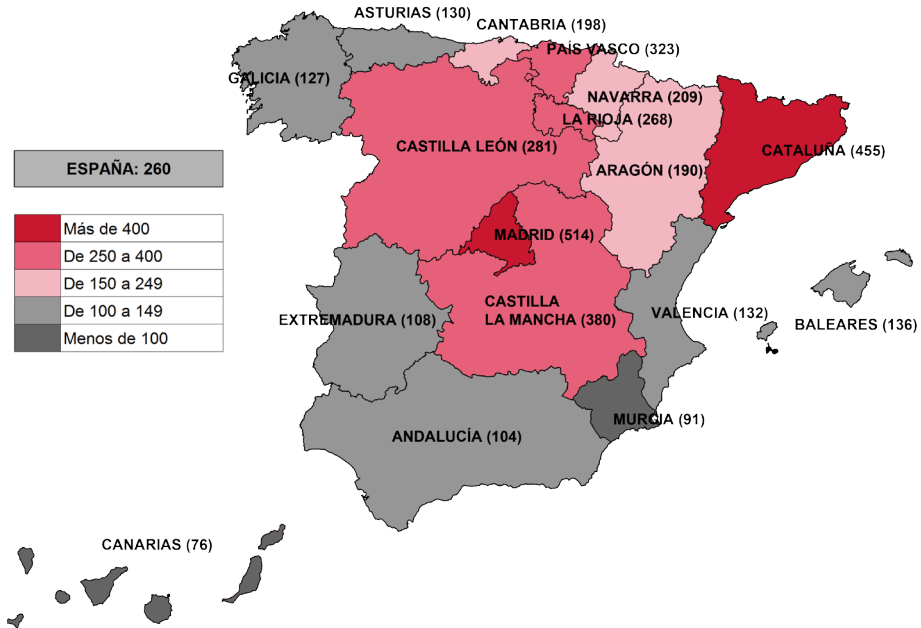 ASTURIAS (130)
CANTABRIA (198)
PAÍS VASCO (323)
GALICIA (127)
NAVARRA (209)
LA RIOJA (268)
CASTILLA LEÓN (281)
CATALUÑA (455)
ARAGÓN (190)
ESPAÑA: 260
Más de 400
De 250 a 400
De 150 a 249
De 100 a 149
Menos de 100
MADRID (514)
CASTILLA
LA MANCHA (380)
EXTREMADURA (108)
VALENCIA (132)
BALEARES (136)
MURCIA (91)
ANDALUCÍA (104)
CANARIAS (76)